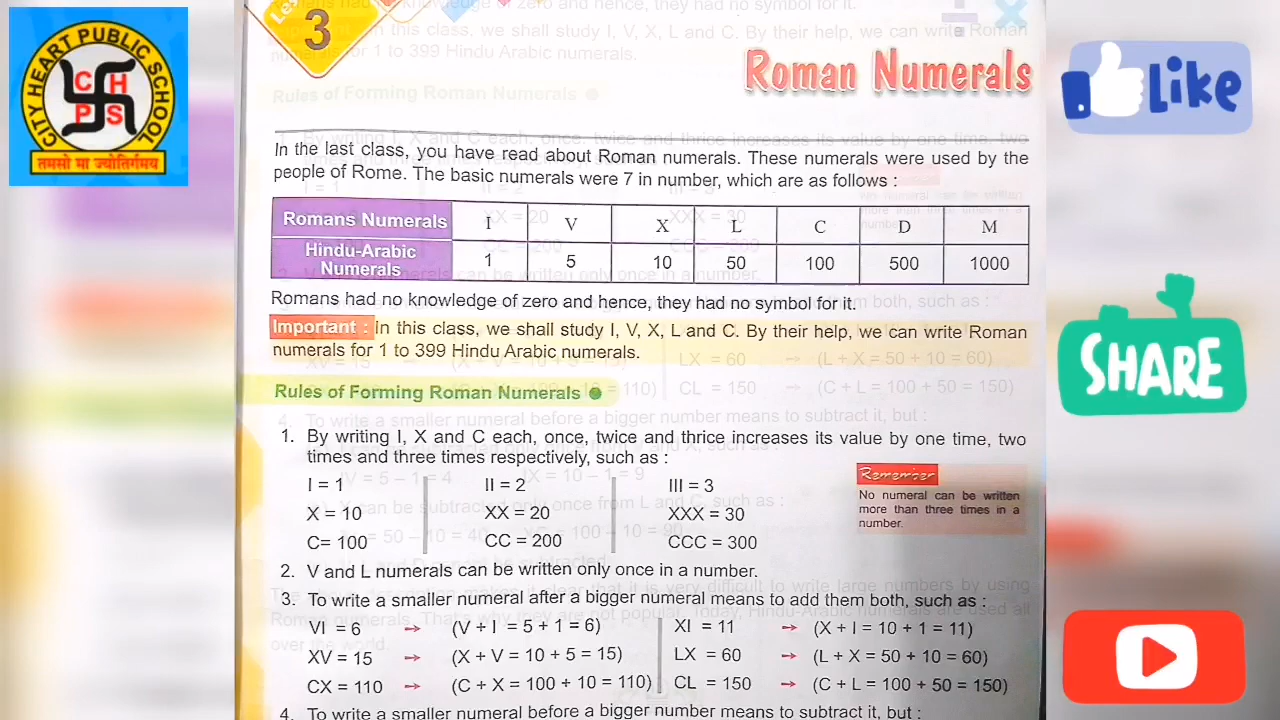 CITY HEART PUBLIC SCHOOL
C H
P S
तमसो मा ज्योतिर्गमय
3
Roman Numerals
In the last class, you have read about Roman numerals. These numerals were used by the
people of Rome. The basic numerals were 7 in number, which are as follows :
Romans Numerals I V X L C D M
Hindu-Arabic
Numerals 1 5 10 50 100 500 1000
Romans had no knowledge of zero and hence, they had no symbol for it.
Important : In this class, we shall study I, V, X, L and C. By their help, we can write Roman
numerals for 1 to 399 Hindu Arabic numerals.
Rules of Forming Roman Numerals
1. By writing I, X and C each, once, twice and thrice increases its value by one time, two
times and three times respectively, such as :
I = 1 II = 2 III = 3
X = 10 XX = 20 XXX = 30
C= 100 CC = 200 CCC = 300
Remember
No numeral can be written
more than three times in a
number.
2. V and L numerals can be written only once in a number.
3. To write a smaller numeral after a bigger numeral means to add them both, such as :
VI = 6 → (V + I = 5 + 1 = 6) XI = 11 → (X + I = 10 + 1 = 11)
XV = 15 → (X + V = 10 + 5 = 15) LX = 60 → (L + X = 50 + 10 = 60)
CX = 110 → (C + X = 100 + 10 = 110) CL = 150 → (C + L = 100 + 50 = 150)
4. To write a smaller numeral before a bigger number means to subtract it, but :
Like
SHARE